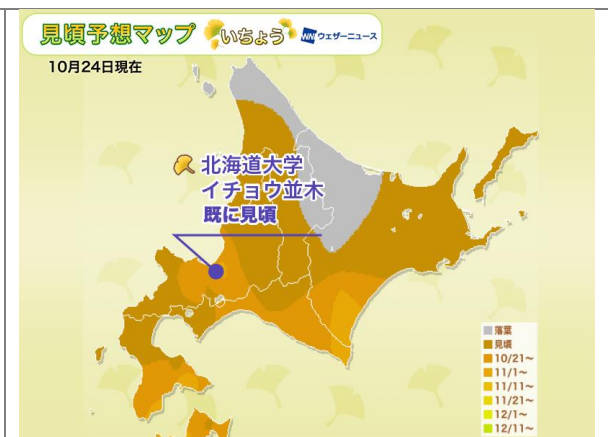 見頃予想マップ いちょう WNI ウェザーニュース
10月24日現在
北海道大学
イチョウ並木
既に見頃
落葉
見頃
10/21~
11/1~
11/11~
11/21~
12/1~
12/11~